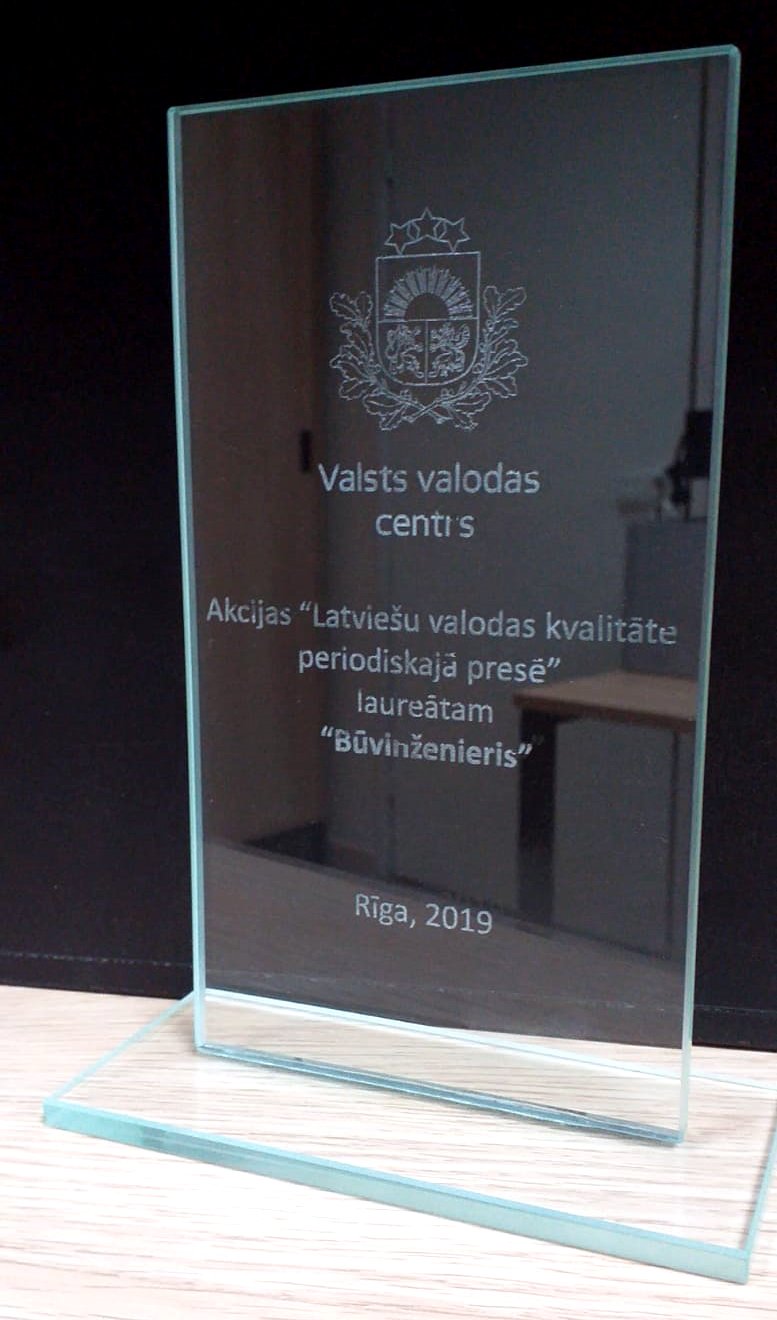 Valsts valodas
centrs
Akcijas “Latviešu valodas kvalitāte
periodiskajā presē”
laureātam
“Būvinženieris”
Rīga, 2019